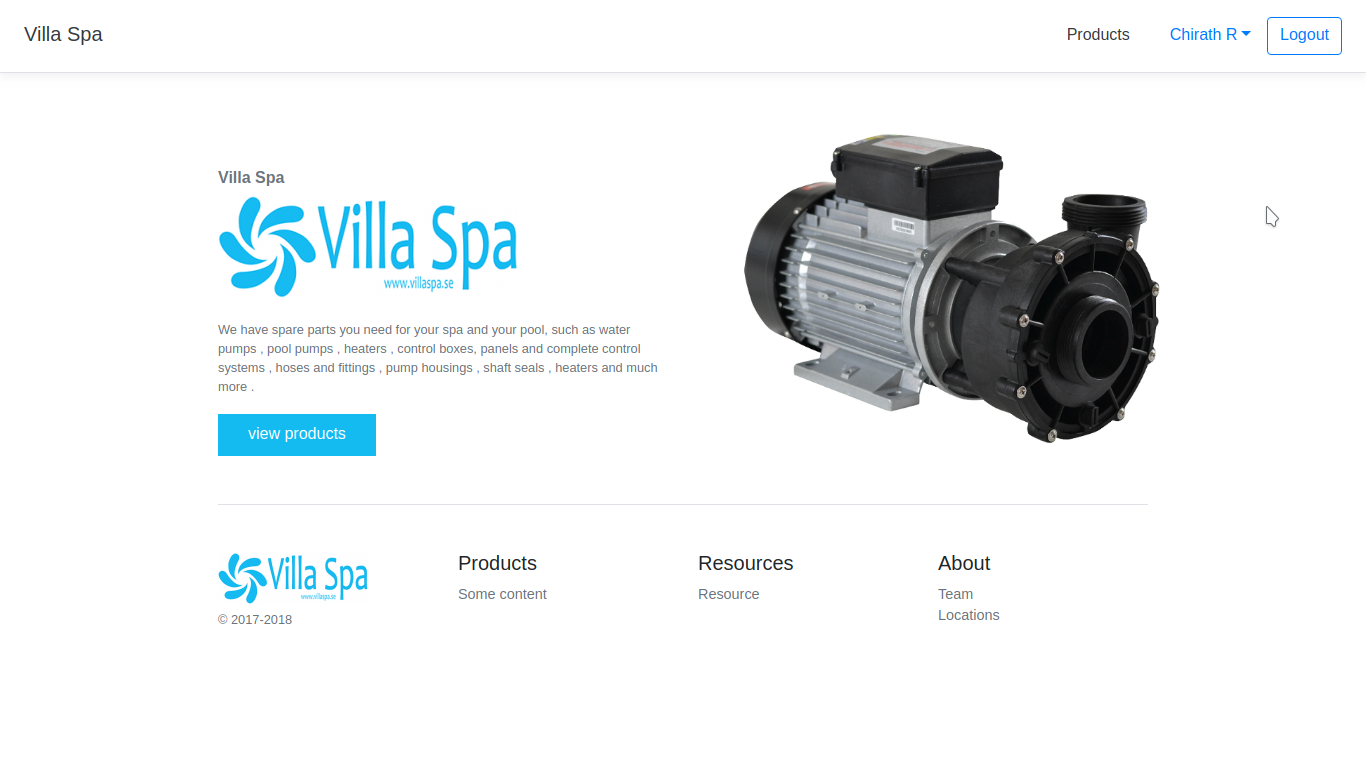 Villa Spa
Products
Chirath R
Logout
Villa Spa
Villa Spa
www.villaspa.se
We have spare parts you need for your spa and your pool, such as water
pumps , pool pumps , heaters , control boxes, panels and complete control
systems , hoses and fittings , pump housings , shaft seals , heaters and much
more .
view products
Villa Spa
www.villaspa.se
© 2017-2018
Products
Some content
Resources
Resource
About
Team
Locations